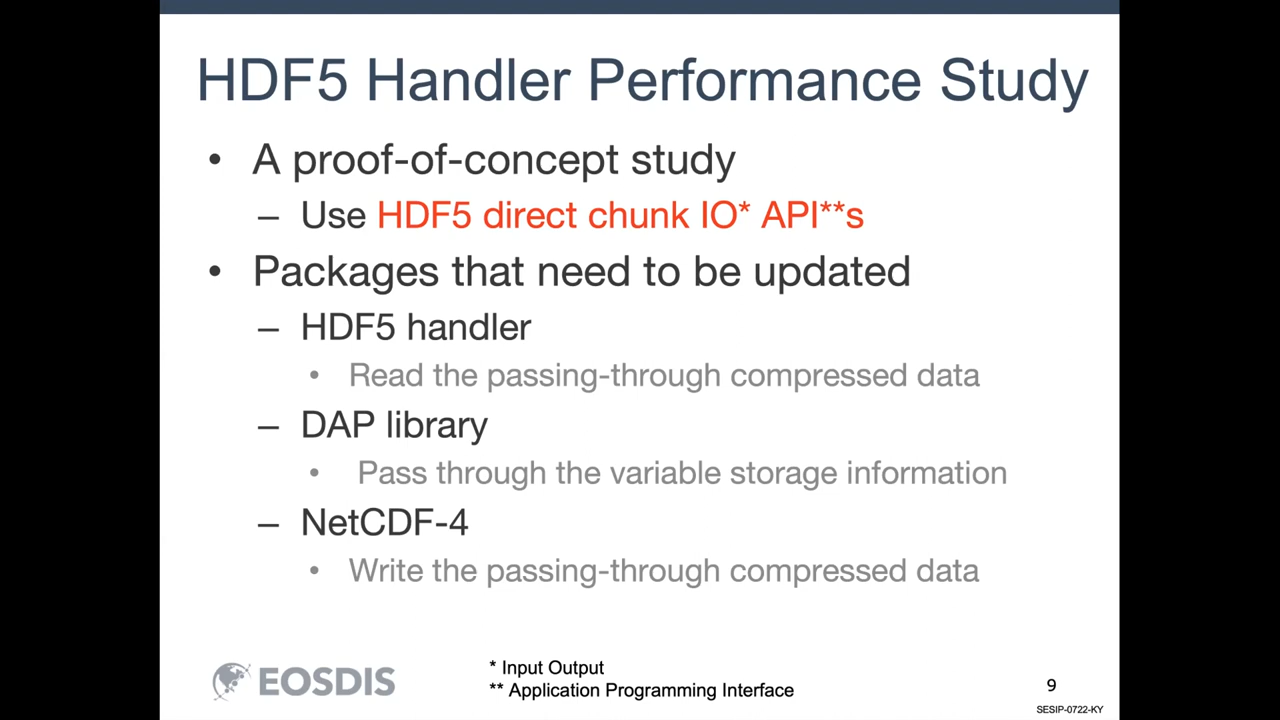 HDF5 Handler Performance Study
• A proof-of-concept study
– Use HDF5 direct chunk IO* API**s
• Packages that need to be updated
– HDF5 handler
• Read the passing-through compressed data
– DAP library
• Pass through the variable storage information
– NetCDF-4
• Write the passing-through compressed data
EOSDIS
* Input Output
** Application Programming Interface
9
SESIP-0722-KY